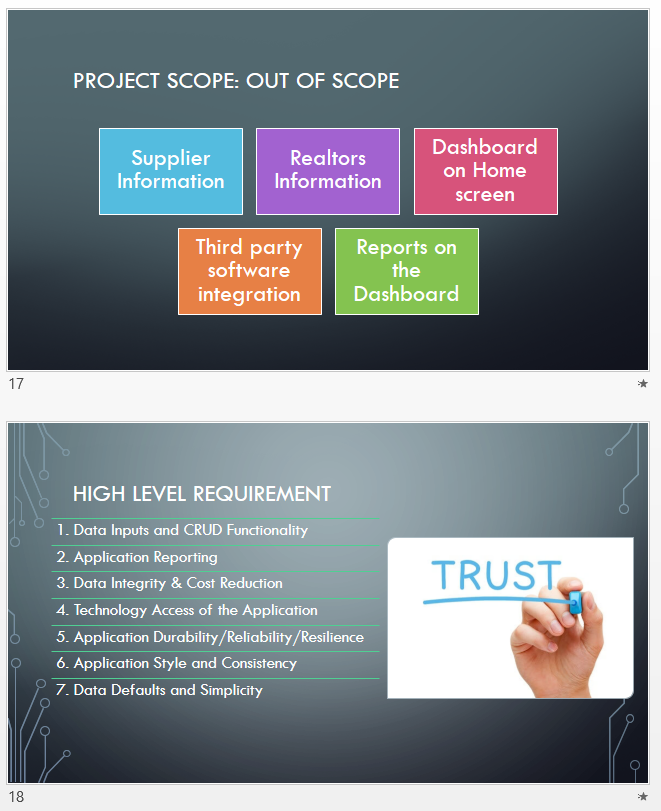 PROJECT SCOPE: OUT OF SCOPE
Supplier
Information
Realtors
Information
Dashboard
on Home
screen
Third party
software
integration
Reports on
the
Dashboard
17
HIGH LEVEL REQUIREMENT
1. Data Inputs and CRUD Functionality
2. Application Reporting
3. Data Integrity & Cost Reduction
4. Technology Access of the Application
5. Application Durability/Reliability/Resilience
6. Application Style and Consistency
7. Data Defaults and Simplicity
TRUST
18